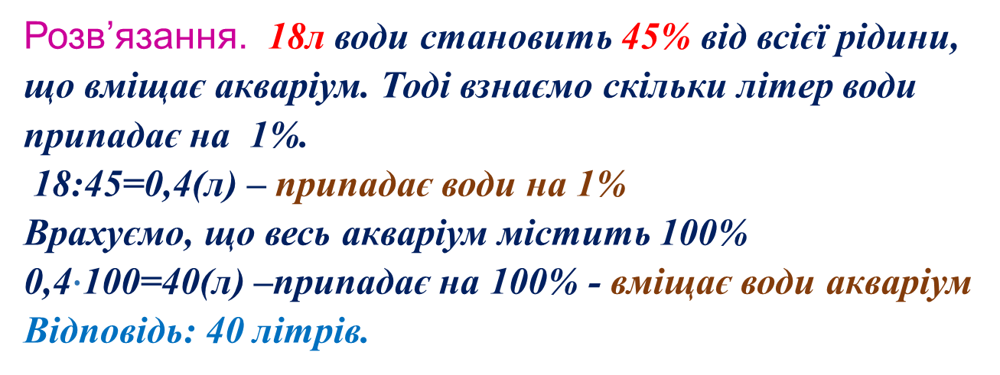 Розв’язання. 18л води становить 45% від всієї рідини,
що вміщає акваріум. Тоді взнаємо скільки літер води
припадає на 1%.
18:45=0,4(л) – припадає води на 1%
Врахуємо, що весь акваріум містить 100%
0,4·100=40(л) –припадає на 100% - вміщає води акваріум
Відповідь: 40 літрів.